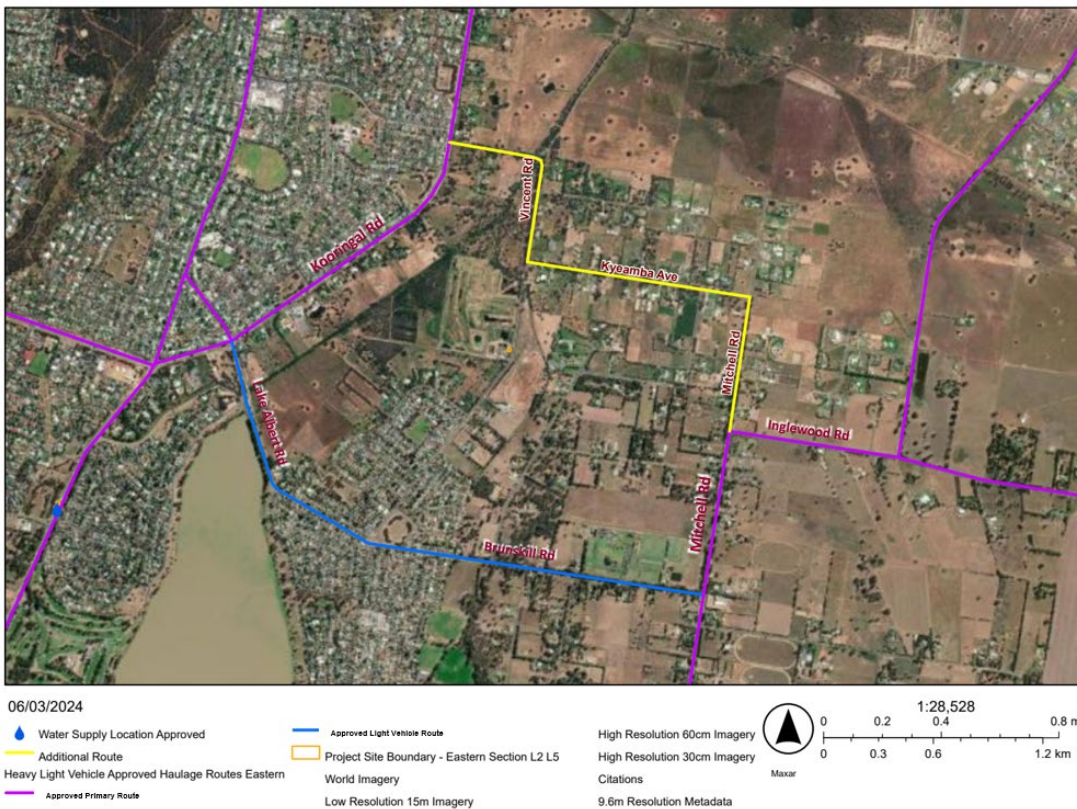 Vincent Rd
Kooringal Rd
Kyeamba Ave
Mitchell Rd
Lake Albert Rd
Inglewood Rd
Mitchell Rd
Brunskill Rd
06/03/2024
Water Supply Location Approved
Additional Route
Heavy Light Vehicle Approved Haulage Routes Eastern
Approved Primary Route
Approved Light Vehicle Route
Project Site Boundary - Eastern Section L2 L5
World Imagery
Low Resolution 15m Imagery
High Resolution 60cm Imagery
High Resolution 30cm Imagery
Citations
9.6m Resolution Metadata
Maxar
1:28,528
0 0.2 0.4 0.8 m
0 0.3 0.6 1.2 km